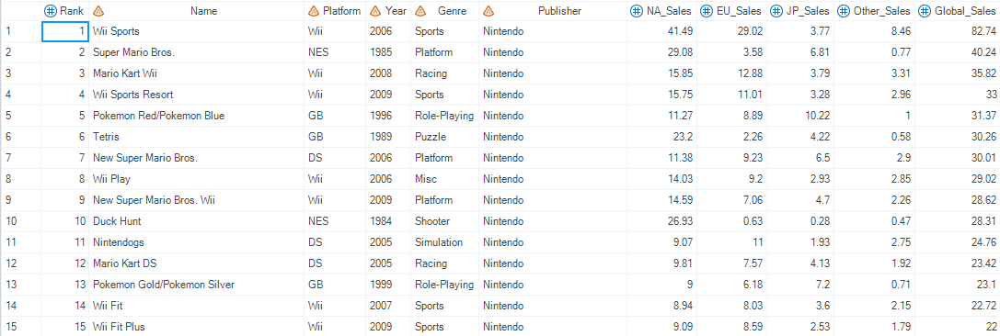 Rank Name Platform Year Genre Publisher NA_Sales EU_Sales JP_Sales Other_Sales Global_Sales
1 1 Wii Sports Wii 2006 Sports Nintendo 41.49 29.02 3.77 8.46 82.74
2 2 Super Mario Bros. NES 1985 Platform Nintendo 29.08 3.58 6.81 0.77 40.24
3 3 Mario Kart Wii Wii 2008 Racing Nintendo 15.85 12.88 3.79 3.31 35.82
4 4 Wii Sports Resort Wii 2009 Sports Nintendo 15.75 11.01 3.28 2.96 33
5 5 Pokemon Red/Pokemon Blue GB 1996 Role-Playing Nintendo 11.27 8.89 10.22 1 31.37
6 6 Tetris GB 1989 Puzzle Nintendo 23.2 2.26 4.22 0.58 30.26
7 7 New Super Mario Bros. DS 2006 Platform Nintendo 11.38 9.23 6.5 2.9 30.01
8 8 Wii Play Wii 2006 Misc Nintendo 14.03 9.2 2.93 2.85 29.02
9 9 New Super Mario Bros. Wii Wii 2009 Platform Nintendo 14.59 7.06 4.7 2.26 28.62
10 10 Duck Hunt NES 1984 Shooter Nintendo 26.93 0.63 0.28 0.47 28.31
11 11 Nintendogs DS 2005 Simulation Nintendo 9.07 11 1.93 2.75 24.76
12 12 Mario Kart DS DS 2005 Racing Nintendo 9.81 7.57 4.13 1.92 23.42
13 13 Pokemon Gold/Pokemon Silver GB 1999 Role-Playing Nintendo 9 6.18 7.2 0.71 23.1
14 14 Wii Fit Wii 2007 Sports Nintendo 8.94 8.03 3.6 2.15 22.72
15 15 Wii Fit Plus Wii 2009 Sports Nintendo 9.09 8.59 2.53 1.79 22